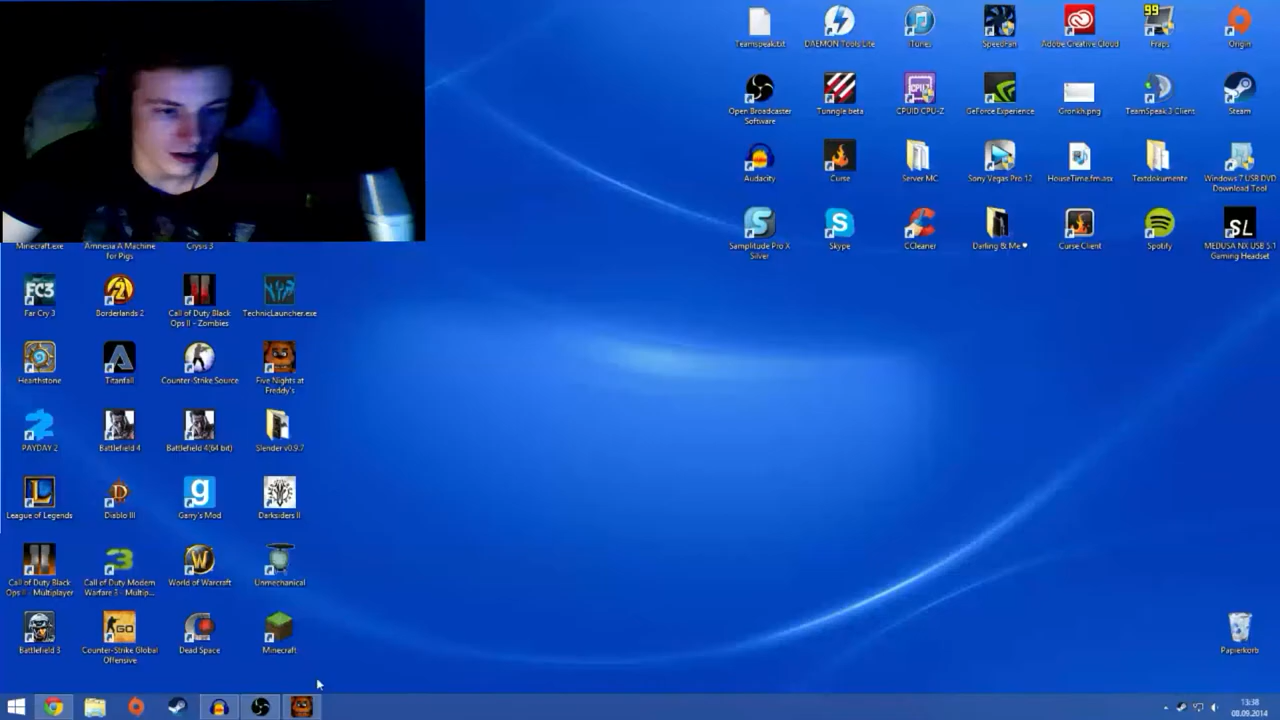 Teamspeak.txt
DAEMON Tools Lite
iTunes
Speedfan
Adobe Creative Cloud
99
Fraps
Origin
Open Broadcaster
Software
Tunngle beta
CPUID CPU-Z
GeForce Experience
Gronkh.png
TeamSpeak 3 Client
Steam
Audacity
Curse
Server MC
Sony Vegas Pro 12
HouseTime.fm.asx
Textdokumente
Windows 7 USB DVD
Download Tool
Samplitude Pro X
Silver
Skype
CCleaner
Darling & Me♥
Curse Client
Spotify
MEDUSA NX USB 5.1
Gaming Headset
Minecraft.exe
Amnesia A Machine
For Pigs
Crysis 3
FC3
Far Cry 3
Borderlands 2
Call of Duty Black
Ops II - Zombies
TechnicLauncher.exe
Hearthstone
Titanfall
Counter-Strike Source
Five Nights at
Freddy's
PAYDAY 2
Battlefield 4
Battlefield 4(64 bit)
Slender v0.9.7
League of Legends
Diablo III
Garry's Mod
Darksiders II
Call of Duty Black
Ops II - Multiplayer
Call of Duty Modern
Warfare 3 - Multip...
World of Warcraft
Unmechanical
Battlefield 3
GO
Counter-Strike Global
Offensive
Dead Space
Minecraft
Papierkorb
13:38
08.09.2014